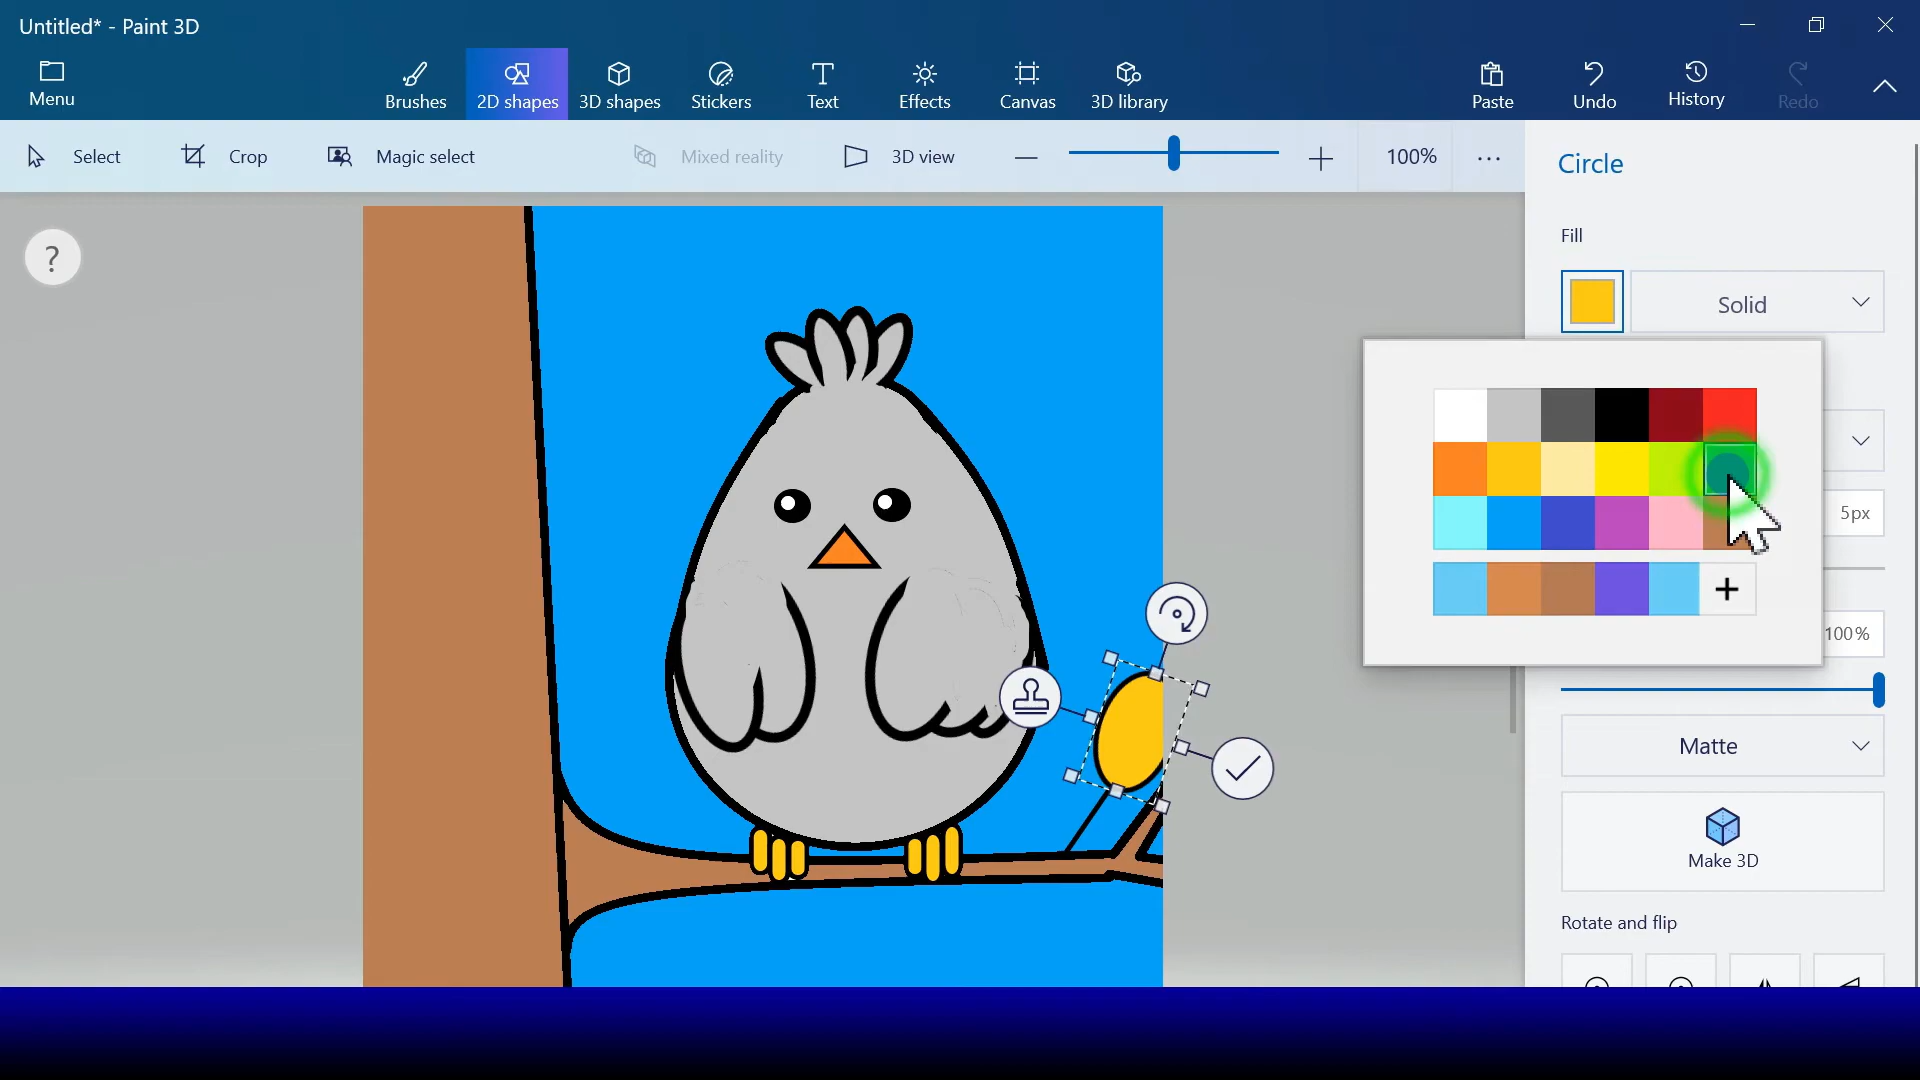 Untitled* - Paint 3D
Menu
Brushes
2D shapes
3D shapes
Stickers
Text
Effects
Canvas
3D library
Paste
Undo
History
Redo
Select
Crop
Magic select
Mixed reality
3D view
100%
Circle
?
Fill
Solid
5px
100%
Matte
Make 3D
Rotate and flip